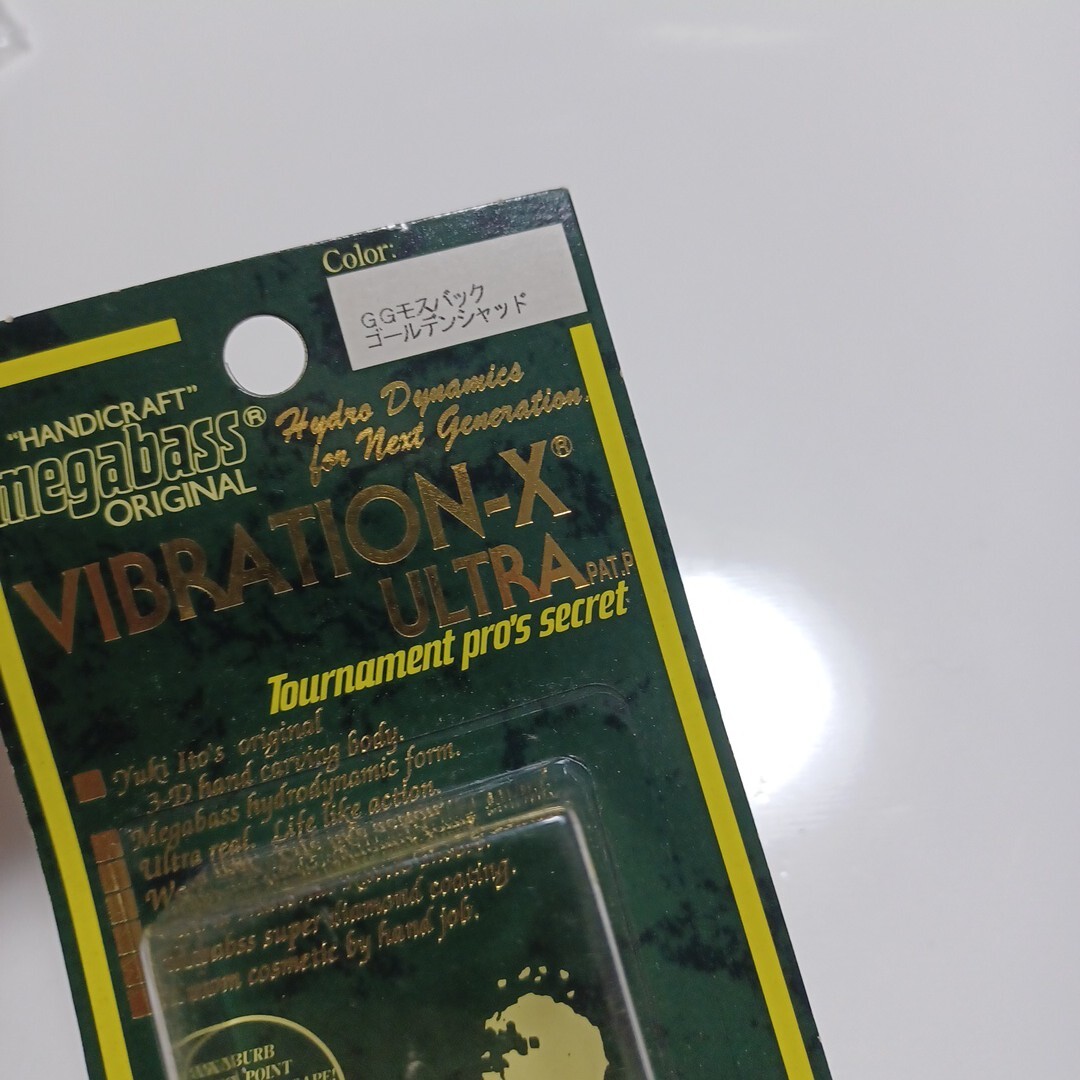 Color:
GGモスバック
ゴールデンシャッド
"HANDICRAFT"
megabass®
ORIGINAL
Hydro Dynamics
for Next Generation.
VIBRATION-X®
ULTRA PAT.P
Tournament pro's secret
Yuki Ito's original
3-D hand carving body.
Megabass hydrodynamic form.
Ultra real. Life like action.
super diamond coating.
cosmetic by hand job.
POINT